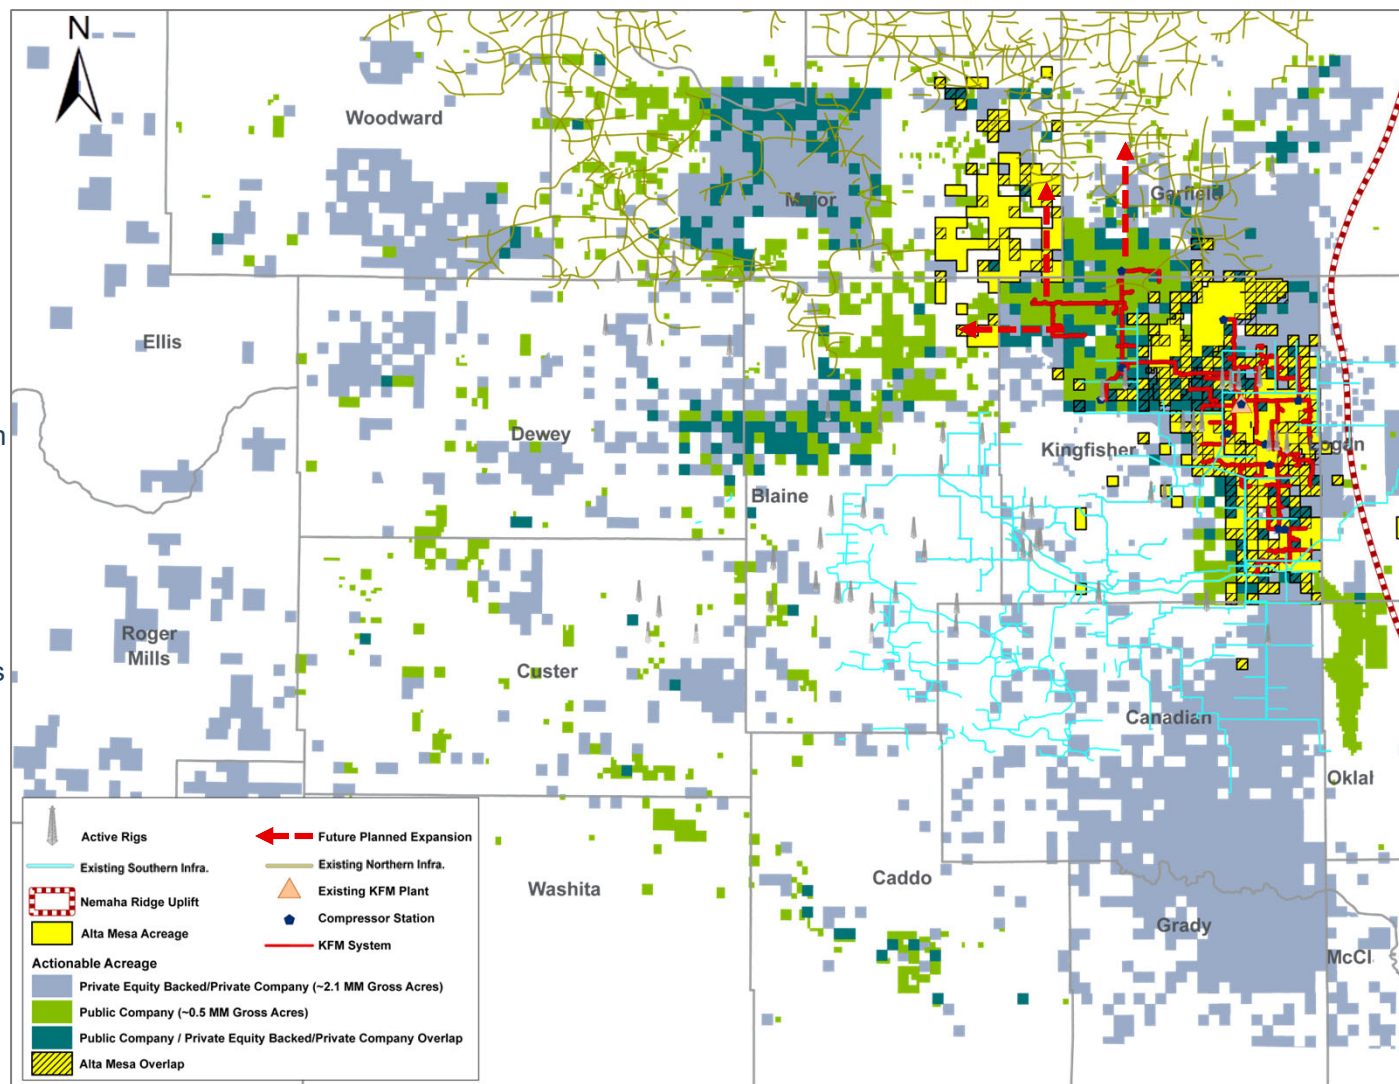 N
Woodward
Major
Garfield
Ellis
n
Dewey
Kingfisher
Logan
Blaine
Roger
Mills
s
Custer
Canadian
Oklal
Washita
Caddo
Grady
McCl
Active Rigs
Future Planned Expansion
Existing Southern Infra.
Existing Northern Infra.
Nemaha Ridge Uplift
Existing KFM Plant
Compressor Station
Alta Mesa Acreage
KFM System
Actionable Acreage
Private Equity Backed/Private Company (~2.1 MM Gross Acres)
Public Company (~0.5 MM Gross Acres)
Public Company / Private Equity Backed/Private Company Overlap
Alta Mesa Overlap